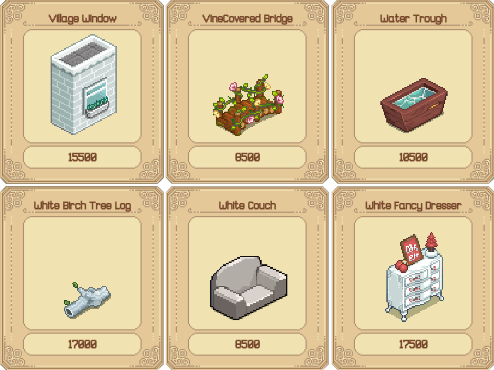 Village Window
VineCovered Bridge
Water Trough
15500
8500
10500
White Birch Tree Log
White Couch
White Fancy Dresser
17000
8500
17500